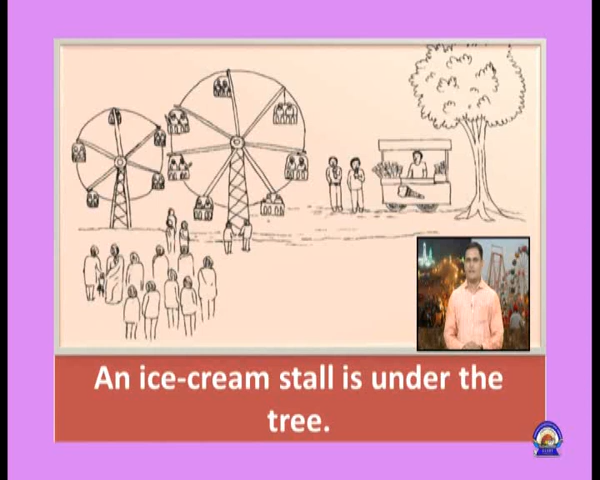 An ice-cream stall is under the
tree.